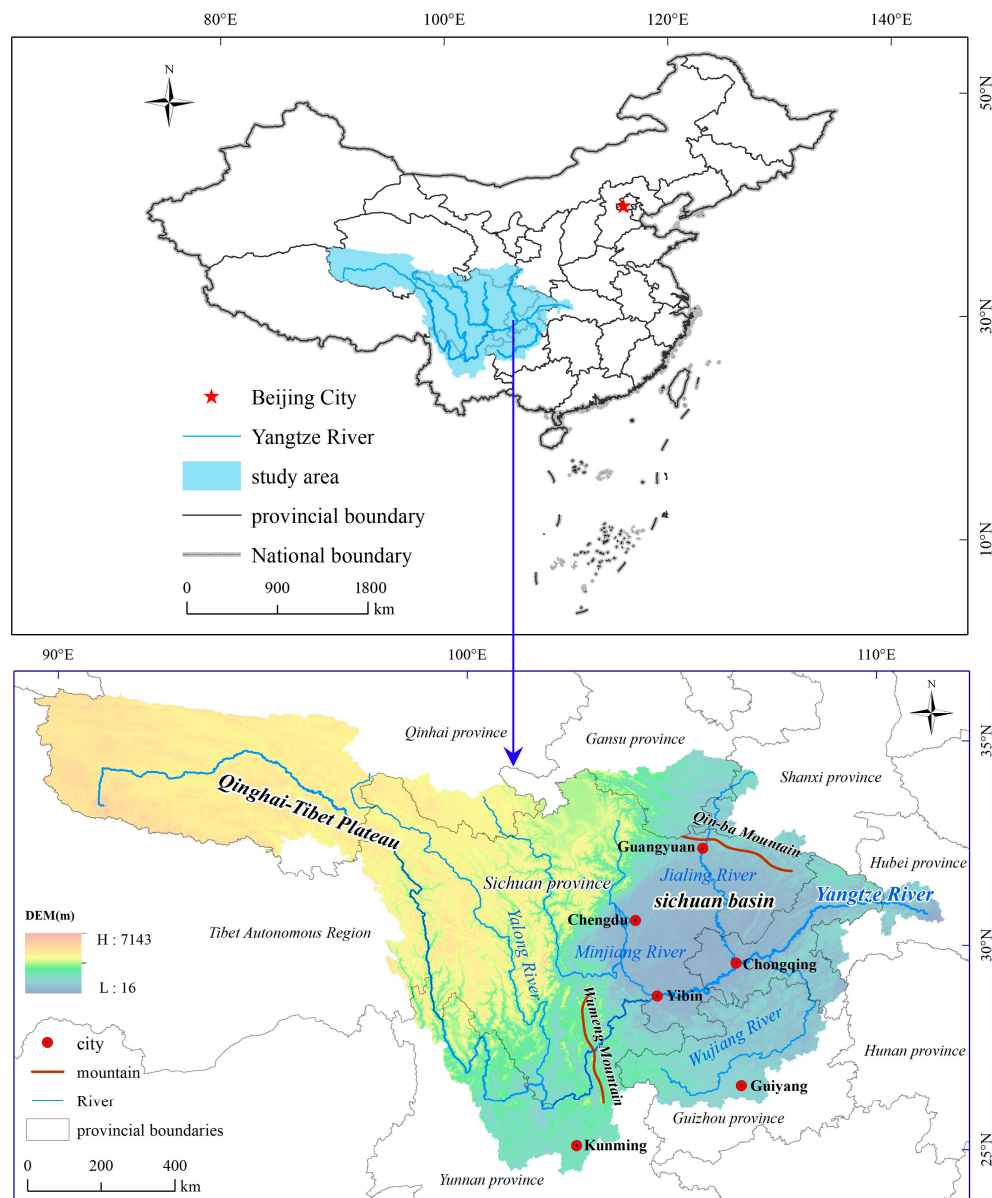 80°E
100°E
120°E
140°E
N
50°N
30°N
10°N
Beijing City
Yangtze River
study area
provincial boundary
National boundary
0 900 1800
km
90°E
100°E
110°E
N
35°N
30°N
25°N
Qinhai province
Gansu province
Shanxi province
Qinghai-Tibet Plateau
Qin-ba Mountain
Guangyuan
Jialing River
Hubei province
Sichuan province
sichuan basin
Yangtze River
Chengdu
Yalong River
Minjiang River
Tibet Autonomous Region
Chongqing
Yibin
Wumeng Mountain
Wujiang River
Hunan province
Guiyang
Guizhou province
Kunming
Yunnan province
DEM(m)
H : 7143
L : 16
city
mountain
River
provincial boundaries
0 200 400
km